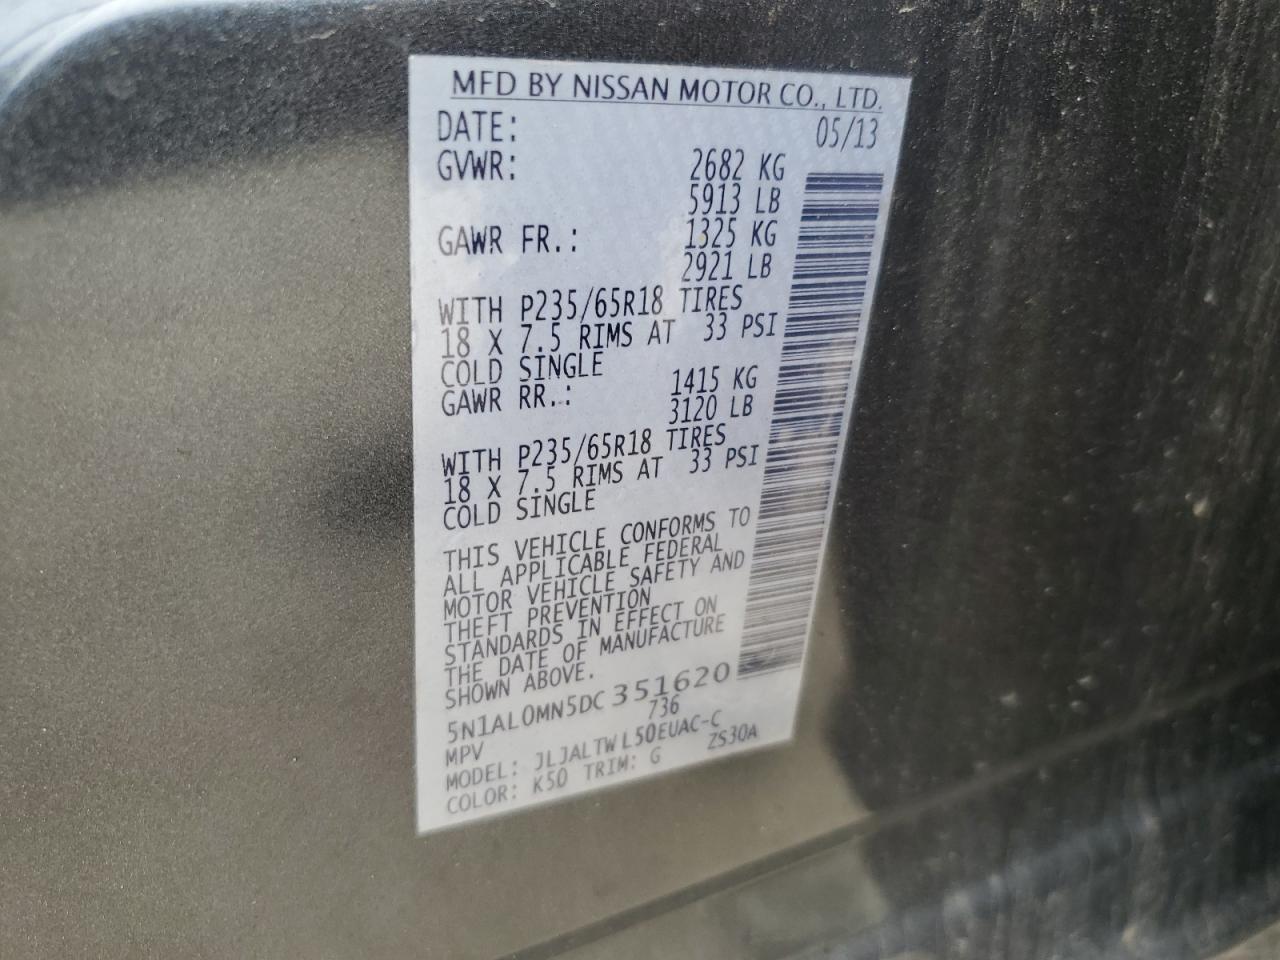 MFD BY NISSAN MOTOR CO., LTD.
DATE: 05/13
GVWR: 2682 KG
5913 LB
GAWR FR.: 1325 KG
2921 LB
WITH P235/65R18 TIRES
18 X 7.5 RIMS AT 33 PSI
COLD SINGLE
GAWR RR.: 1415 KG
3120 LB
WITH P235/65R18 TIRES
18 X 7.5 RIMS AT 33 PSI
COLD SINGLE
THIS VEHICLE CONFORMS TO
ALL APPLICABLE FEDERAL
MOTOR VEHICLE SAFETY AND
THEFT PREVENTION
STANDARDS IN EFFECT ON
THE DATE OF MANUFACTURE
SHOWN ABOVE.
5N1AL0MN5DC 351620
MPV 736
MODEL: JLJALTWL50EUAC-C
COLOR: K50 TRIM: G ZS30A